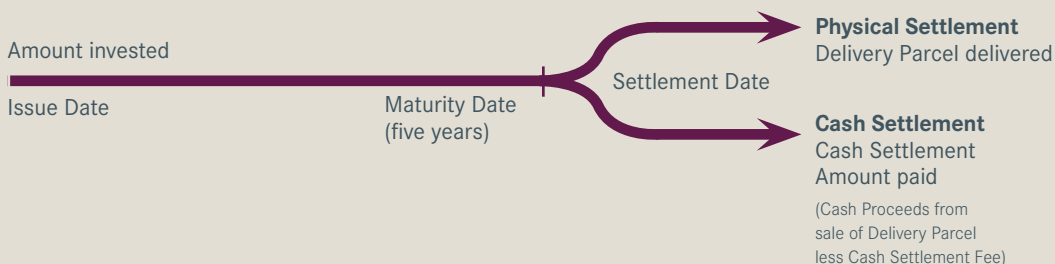 Amount invested
Issue Date
Maturity Date
(five years)
Settlement Date
Physical Settlement
Delivery Parcel delivered
Cash Settlement
Cash Settlement
Amount paid
(Cash Proceeds from
sale of Delivery Parcel
less Cash Settlement Fee)